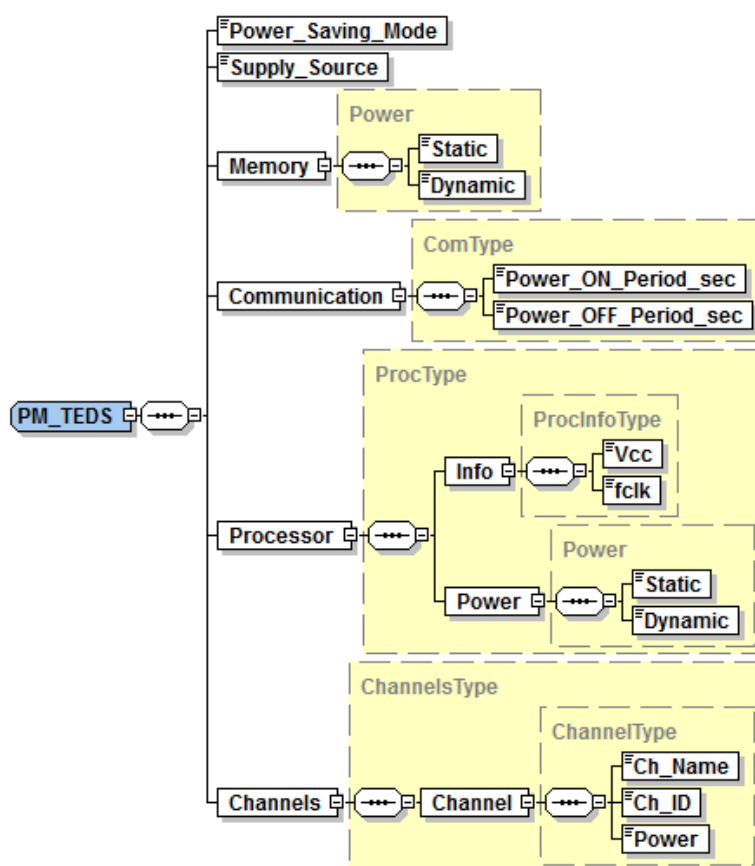 Power_Saving_Mode
Supply_Source
Power
Memory
Static
Dynamic
ComType
Communication
Power_ON_Period_sec
Power_OFF_Period_sec
ProcType
PM_TEDS
ProcInfoType
Info
Vcc
fclk
Processor
Power
Power
Static
Dynamic
ChannelsType
ChannelType
Channels
Channel
Ch_Name
Ch_ID
Power